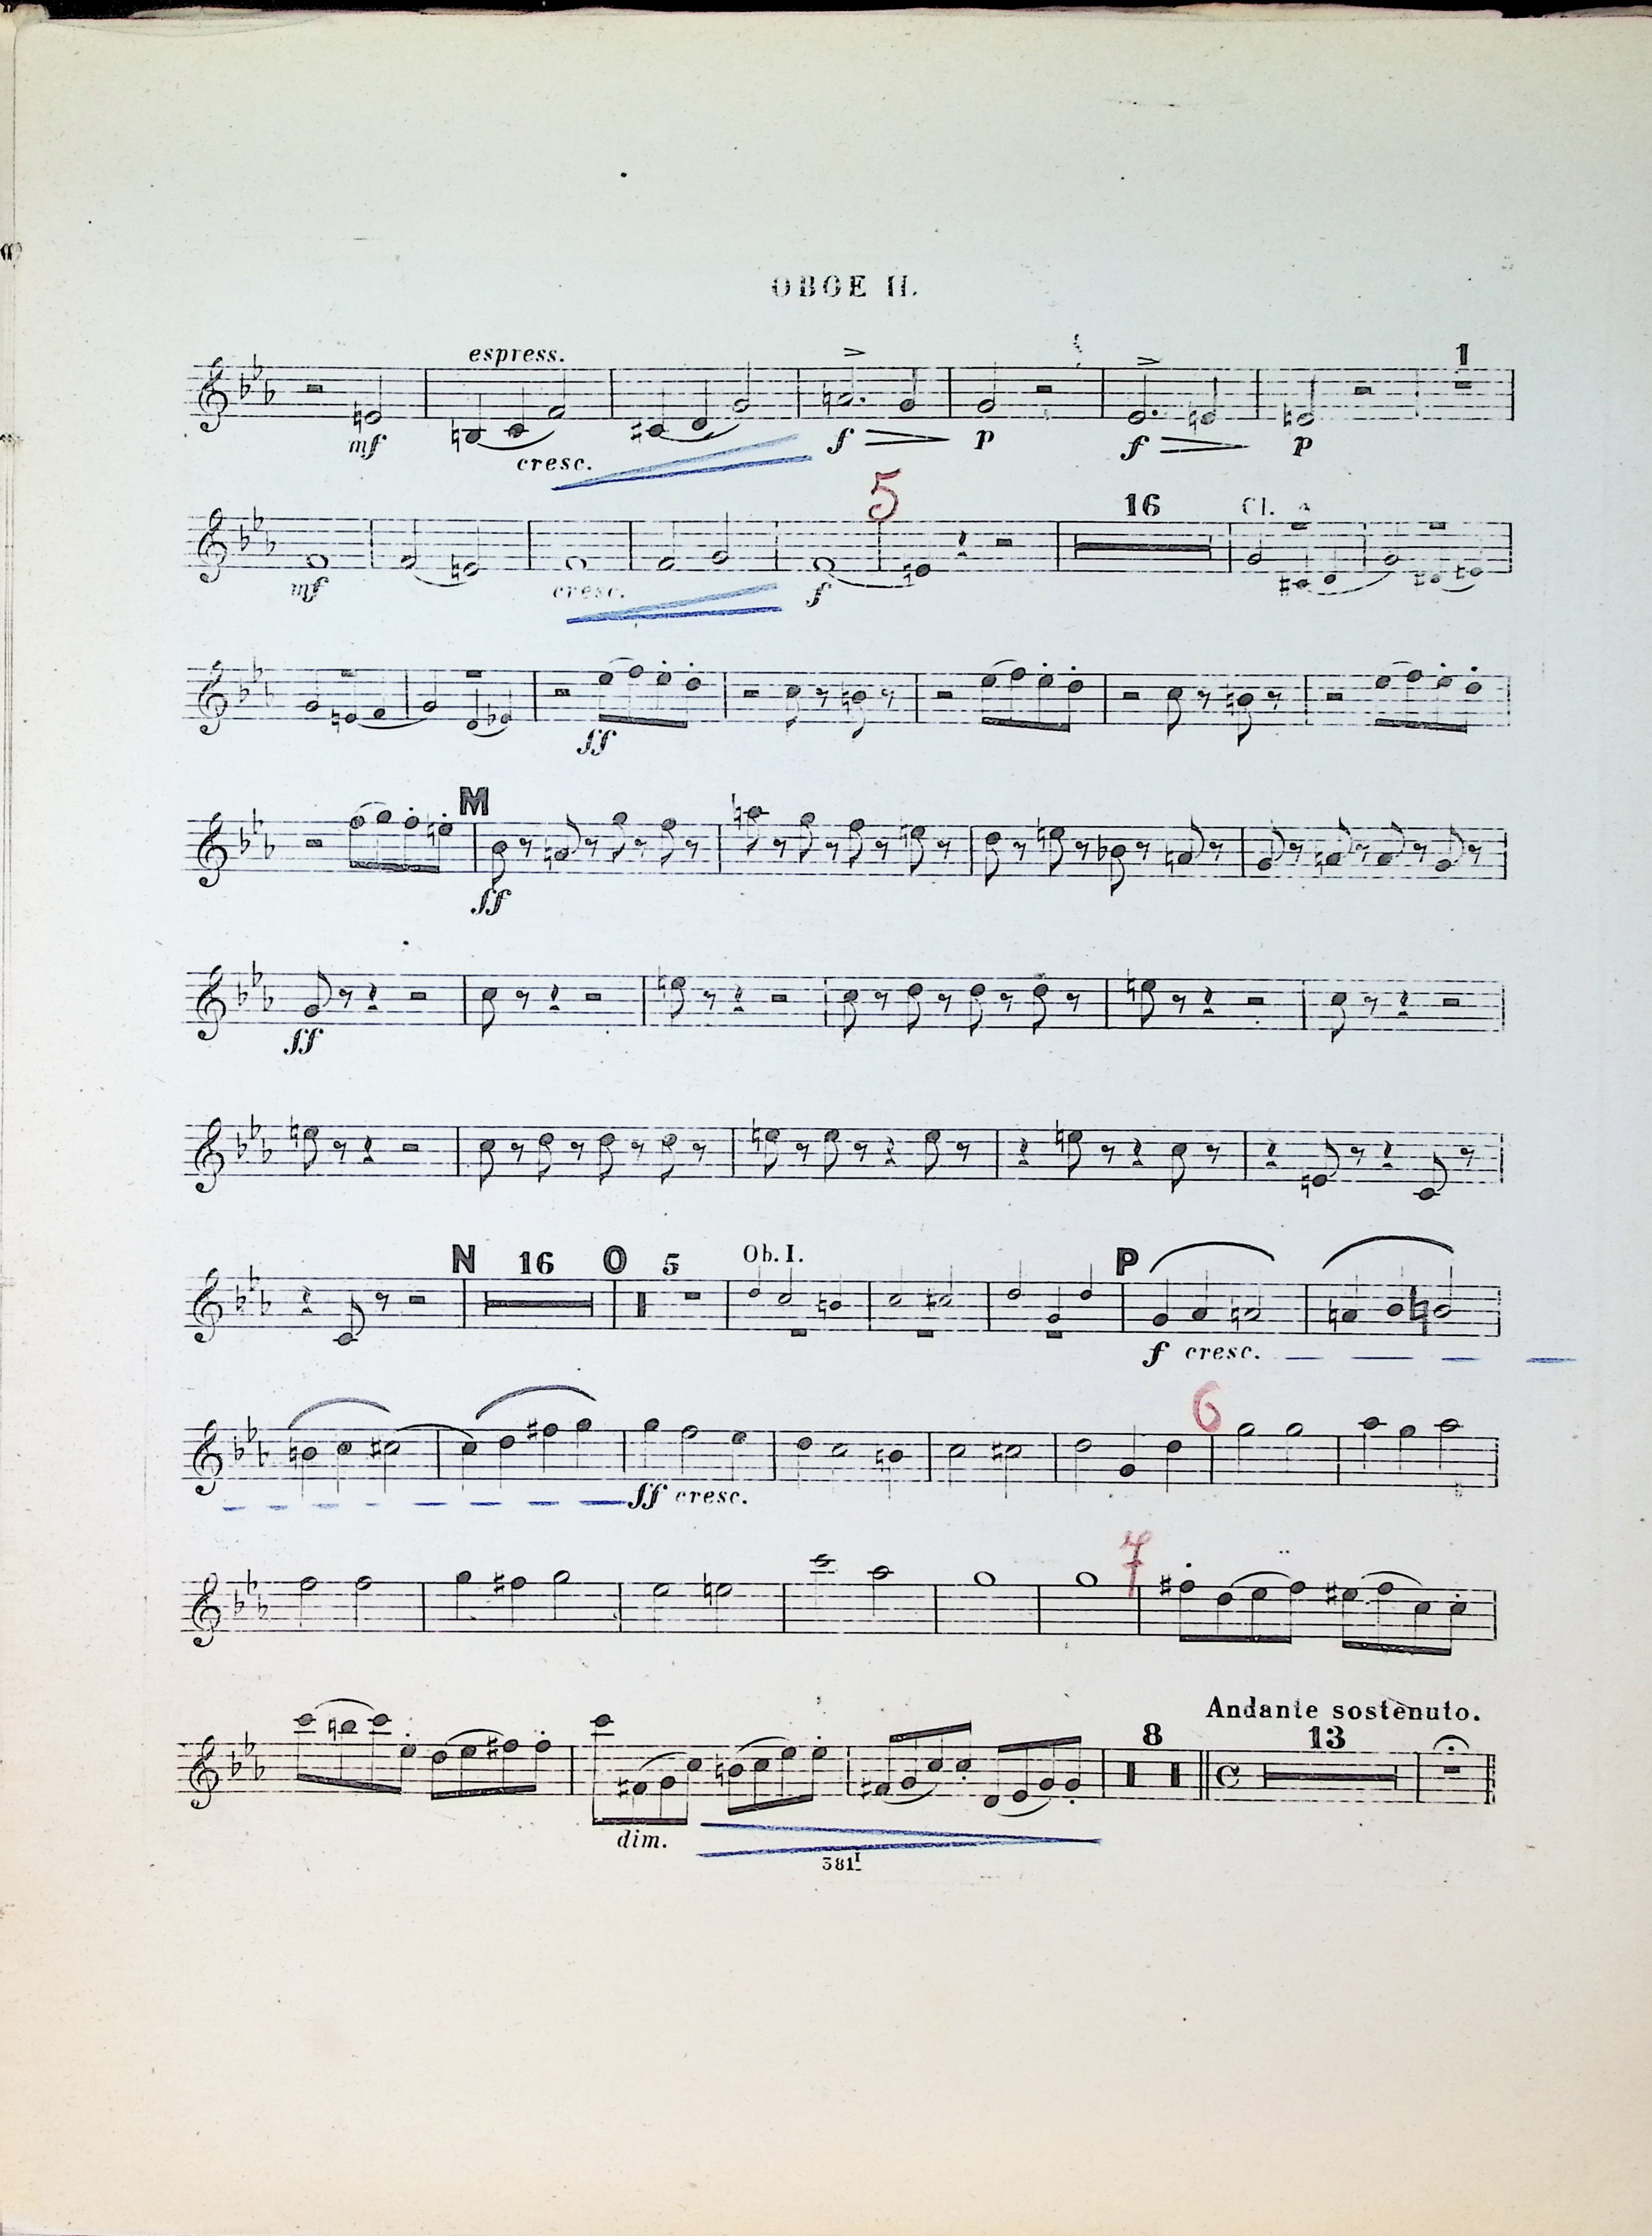 OBOE II.
espress.
1
mf
cresc.
f
p
f
p
5
16
Cl.
mf
cresc.
f
ff
M
ff
ff
N 16 O 5 Ob. I. P
f cresc.
6
ff cresc.
7
Andante sostenuto.
8 13
C
dim.
381 I